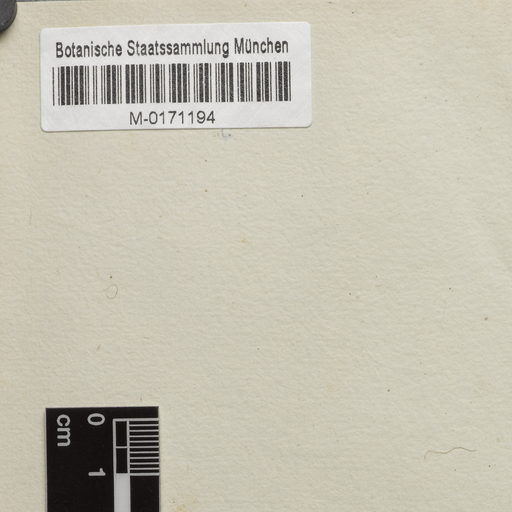 Botanische Staatssammlung München
M-0171194
cm
0
1